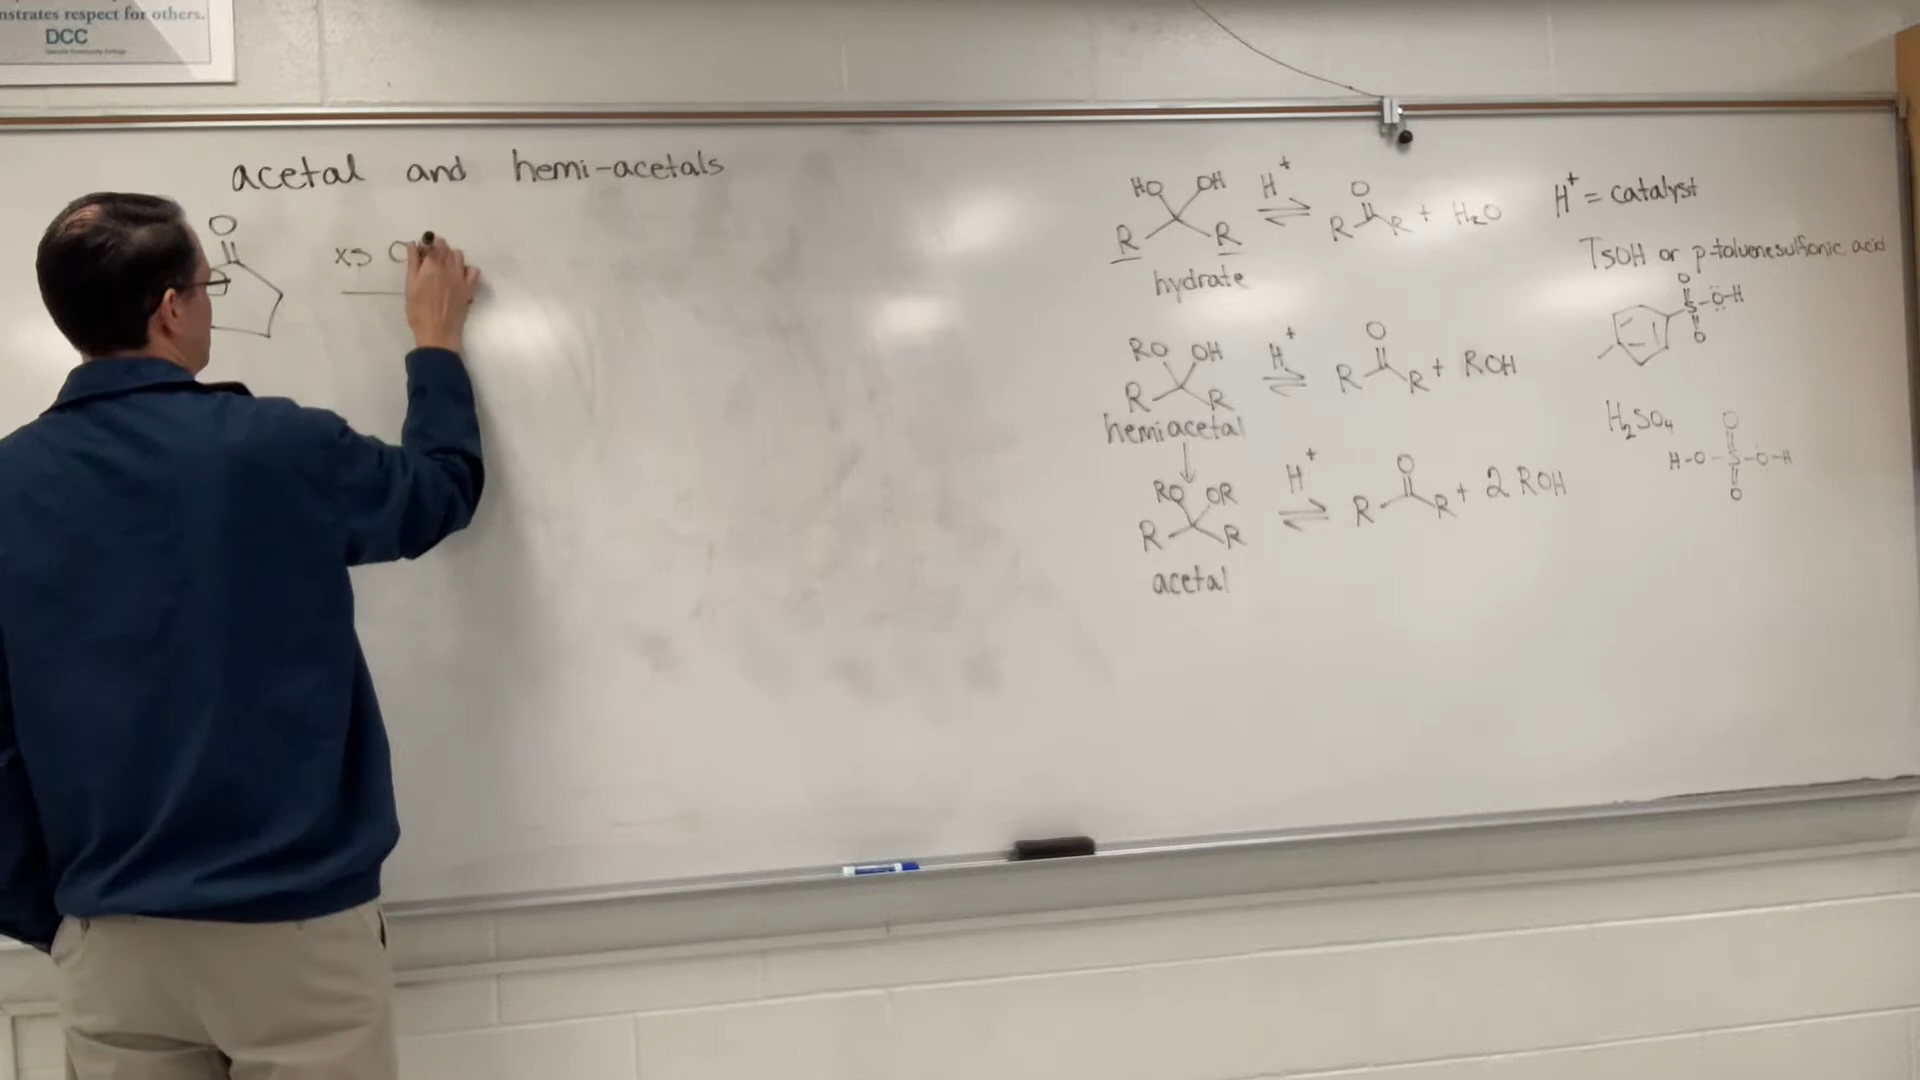 nstrates respect for others.
DCC
acetal and hemi-acetals
O
xs
HO OH H+ O
R R ⇌ R R + H2O
hydrate
RO OH H+ O
R R ⇌ R R + ROH
hemiacetal
↓
RO OR H+ O
R R ⇌ R R + 2 ROH
acetal
H+ = catalyst
TsOH or p-toluenesulfonic acid
O
S-O-H
O
H2SO4
O
H-O-S-O-H
O